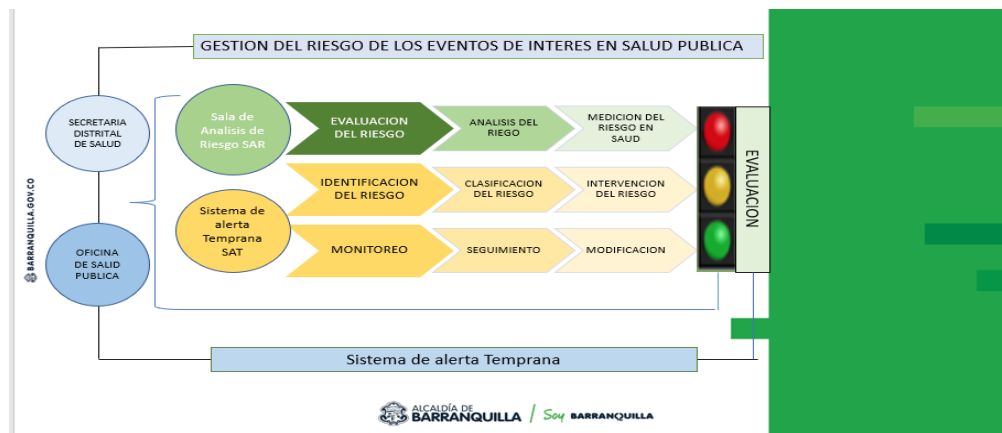 GESTION DEL RIESGO DE LOS EVENTOS DE INTERES EN SALUD PUBLICA
SECRETARIA
DISTRITAL
DE SALUD
OFICINA
DE SALID
PUBLICA
BARRANQUILLA.GOV.CO
Sala de
Analisis de
Riesgo SAR
EVALUACION
DEL RIESGO
ANALISIS DEL
RIEGO
MEDICION DEL
RIESGO EN
SAUD
Sistema de
alerta
Temprana
SAT
IDENTIFICACION
DEL RIESGO
CLASIFICACION
DEL RIESGO
INTERVENCION
DEL RIESGO
MONITOREO
SEGUIMIENTO
MODIFICACION
EVALUACION
Sistema de alerta Temprana
ALCALDÍA DE
BARRANQUILLA
Soy BARRANQUILLA